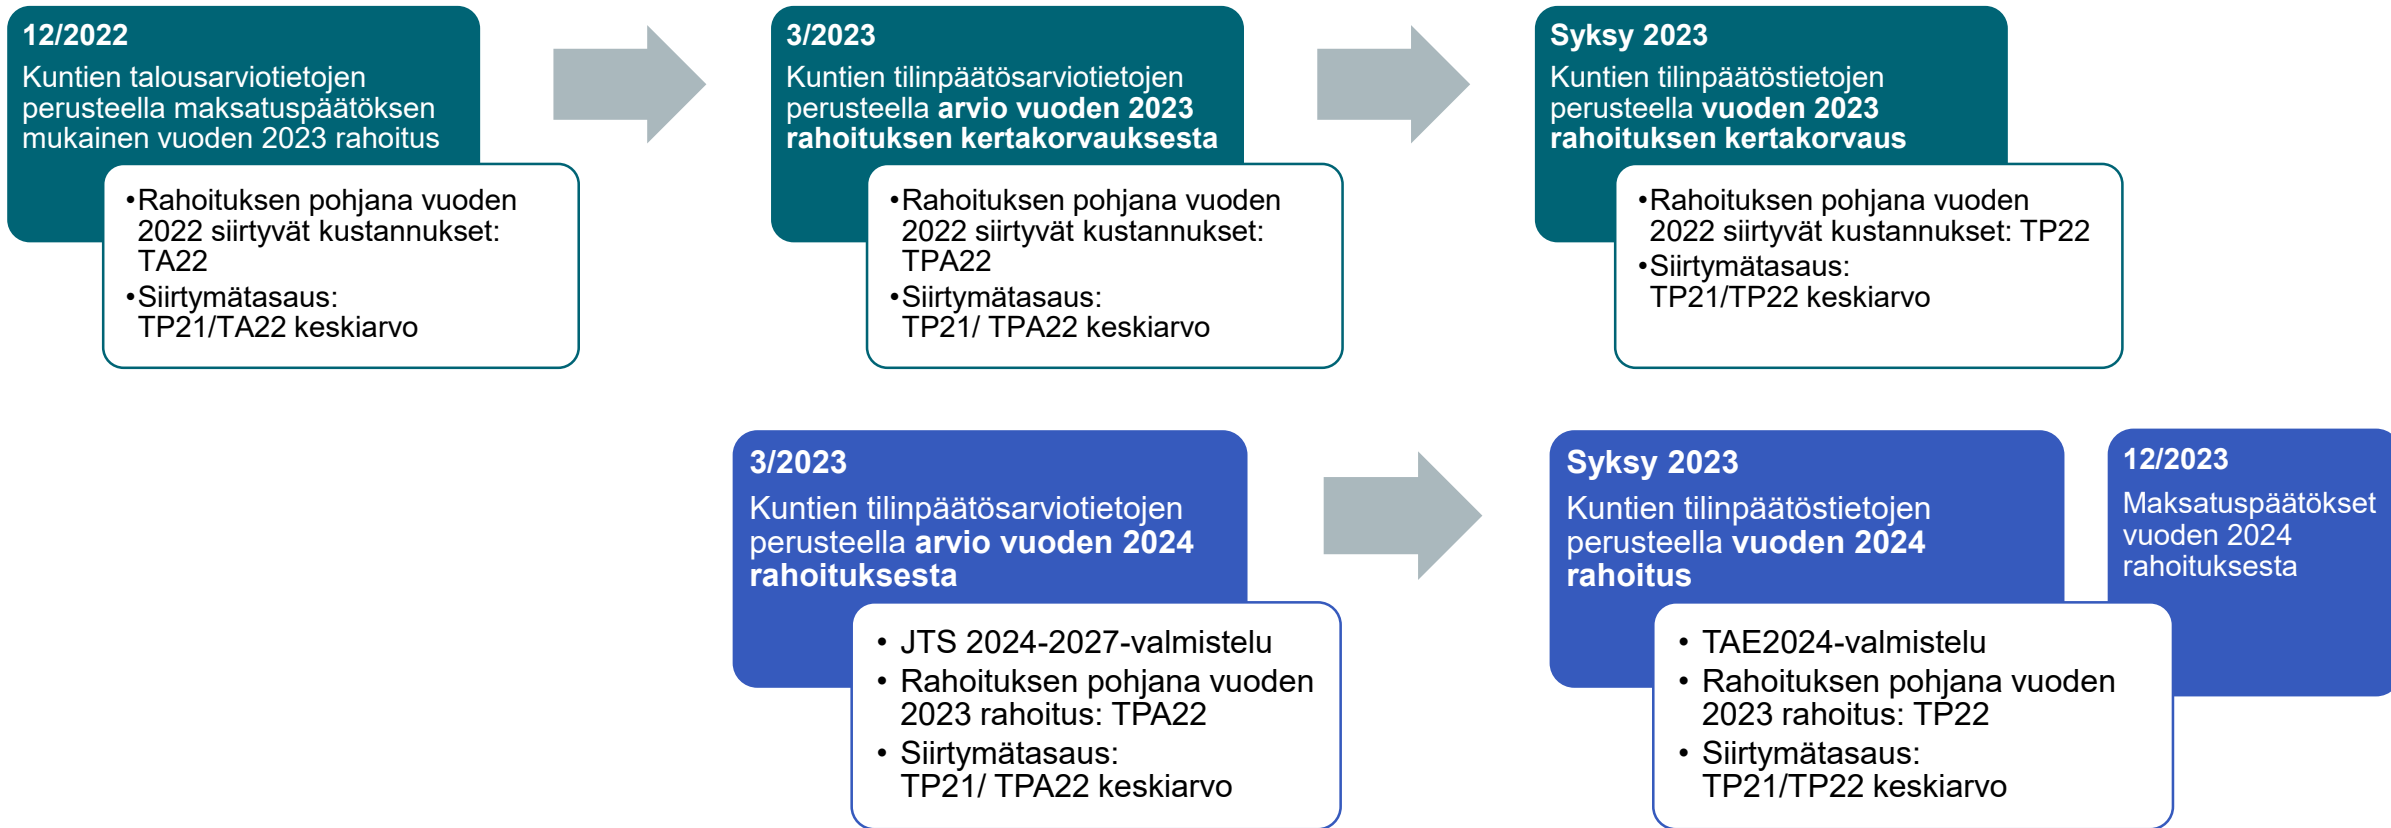 12/2022
Kuntien talousarviotietojen
perusteella maksatuspäätöksen
mukainen vuoden 2023 rahoitus
•Rahoituksen pohjana vuoden
2022 siirtyvät kustannukset:
TA22
•Siirtymätasaus:
TP21/TA22 keskiarvo
3/2023
Kuntien tilinpäätösarviotietojen
perusteella arvio vuoden 2023
rahoituksen kertakorvauksesta
•Rahoituksen pohjana vuoden
2022 siirtyvät kustannukset:
TPA22
•Siirtymätasaus:
TP21/ TPA22 keskiarvo
Syksy 2023
Kuntien tilinpäätöstietojen
perusteella vuoden 2023
rahoituksen kertakorvaus
•Rahoituksen pohjana vuoden
2022 siirtyvät kustannukset: TP22
•Siirtymätasaus:
TP21/TP22 keskiarvo
3/2023
Kuntien tilinpäätösarviotietojen
perusteella arvio vuoden 2024
rahoituksesta
• JTS 2024-2027-valmistelu
• Rahoituksen pohjana vuoden
2023 rahoitus: TPA22
• Siirtymätasaus:
TP21/ TPA22 keskiarvo
Syksy 2023
Kuntien tilinpäätöstietojen
perusteella vuoden 2024
rahoitus
• TAE2024-valmistelu
• Rahoituksen pohjana vuoden
2023 rahoitus: TP22
• Siirtymätasaus:
TP21/TP22 keskiarvo
12/2023
Maksatuspäätökset
vuoden 2024
rahoituksesta